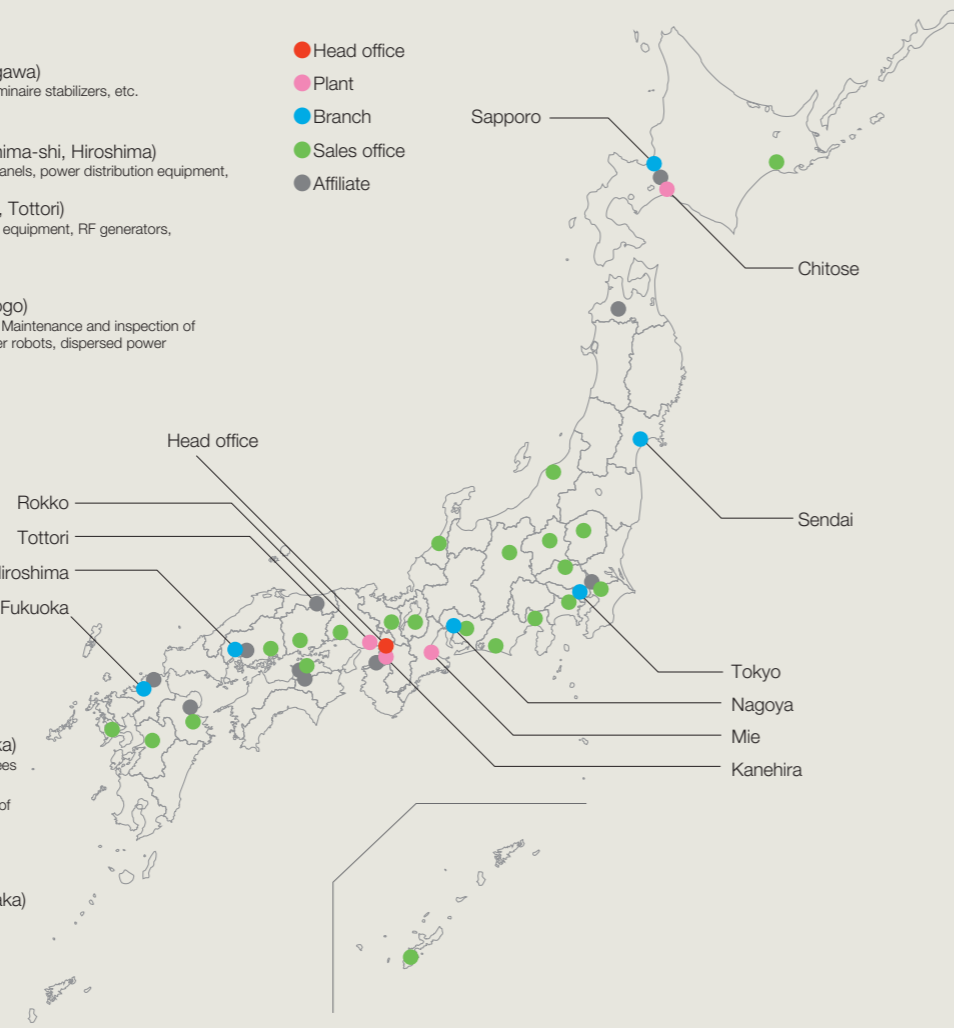 gawa)
minaire stabilizers, etc.
hima-shi, Hiroshima)
anels, power distribution equipment,
, Tottori)
equipment, RF generators,
ogo)
Maintenance and inspection of
er robots, dispersed power
Head office
Plant
Branch
Sales office
Affiliate
Sapporo
Chitose
Sendai
Head office
Rokko
Tottori
iroshima
Fukuoka
Tokyo
Nagoya
Mie
Kanehira
ka)
ees
of
aka)